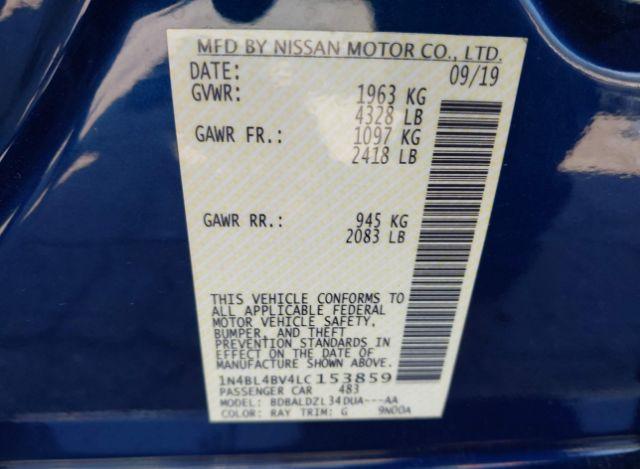 MFD BY NISSAN MOTOR CO., LTD.
DATE: 09/19
GVWR: 1963 KG
4328 LB
GAWR FR.: 1097 KG
2418 LB
GAWR RR.: 945 KG
2083 LB
THIS VEHICLE CONFORMS TO
ALL APPLICABLE FEDERAL
MOTOR VEHICLE SAFETY,
BUMPER, AND THEFT
PREVENTION STANDARDS IN
EFFECT ON THE DATE OF
MANUFACTURE SHOWN ABOVE.
1N4BL4BV4LC153859
PASSENGER CAR 483
MODEL: BDBALDZL34DUA---AA
COLOR: RAY TRIM: G 9N00A